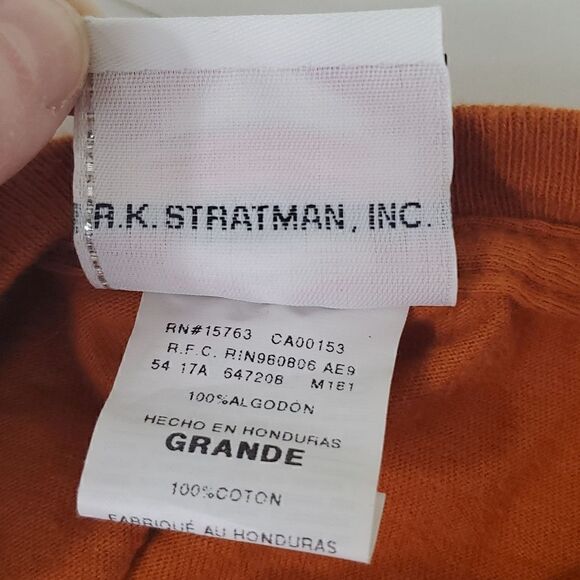 R.K. STRATMAN, INC.
RN#15763 CA00153
R.F.C. RIN960806 AE9
54 17A 647208 M161
100%ALGODÓN
HECHO EN HONDURAS
GRANDE
100%COTON
FABRIQUÉ AU HONDURAS